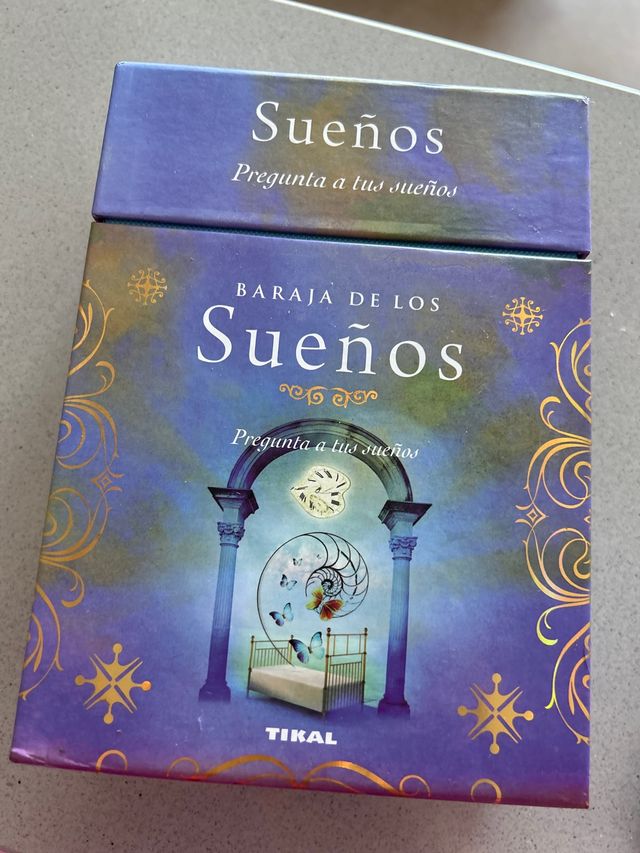 Sueños
Pregunta a tus sueños
BARAJA DE LOS
Sueños
Pregunta a tus sueños
TIKAL